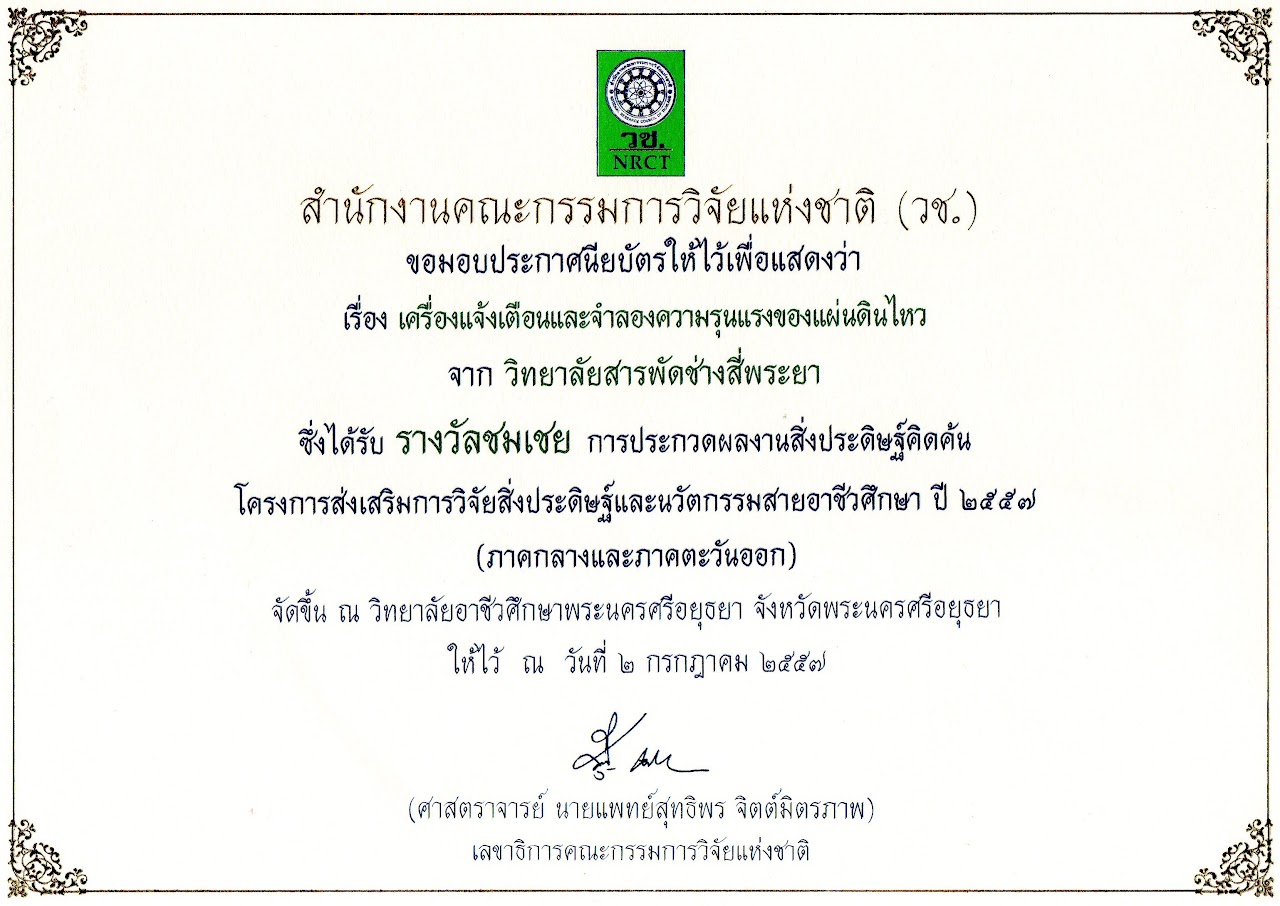 วช.
NRCT
สำนักงานคณะกรรมการวิจัยแห่งชาติ (วช.)
ขอมอบประกาศนียบัตรให้ไว้เพื่อแสดงว่า
เรื่อง เครื่องแจ้งเตือนและจำลองความรุนแรงของแผ่นดินไหว
จาก วิทยาลัยสารพัดช่างสี่พระยา
ซึ่งได้รับ รางวัลชมเชย การประกวดผลงานสิ่งประดิษฐ์คิดค้น
โครงการส่งเสริมการวิจัยสิ่งประดิษฐ์และนวัตกรรมสายอาชีวศึกษา ปี ๒๕๕๗
(ภาคกลางและภาคตะวันออก)
จัดขึ้น ณ วิทยาลัยอาชีวศึกษาพระนครศรีอยุธยา จังหวัดพระนครศรีอยุธยา
ให้ไว้ ณ วันที่ ๒ กรกฎาคม ๒๕๕๗
(ศาสตราจารย์ นายแพทย์สุทธิพร จิตต์มิตรภาพ)
เลขาธิการคณะกรรมการวิจัยแห่งชาติ